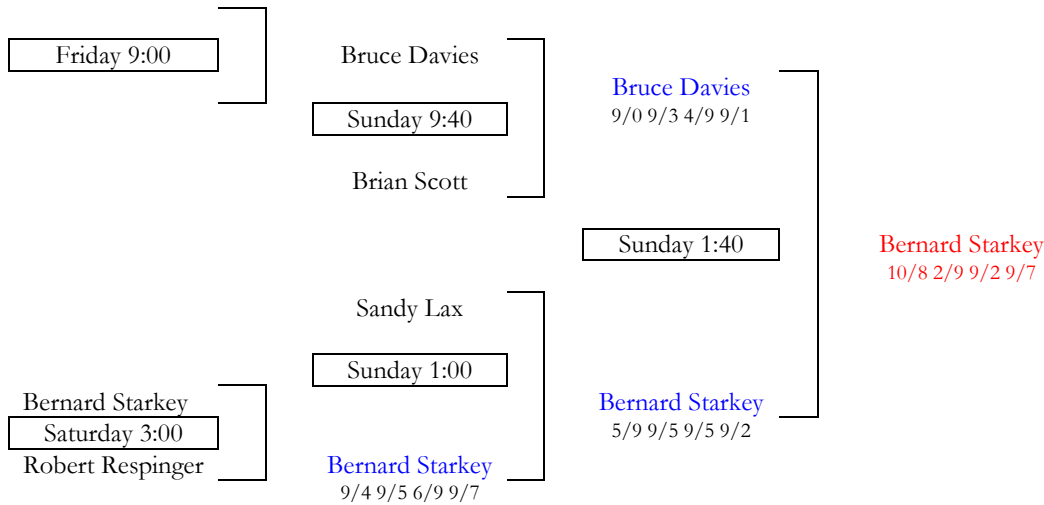 Friday 9:00
Bruce Davies
Sunday 9:40
Brian Scott
Bruce Davies
9/0 9/3 4/9 9/1
Sunday 1:40
Bernard Starkey
10/8 2/9 9/2 9/7
Sandy Lax
Sunday 1:00
Bernard Starkey
Saturday 3:00
Robert Respinger
Bernard Starkey
9/4 9/5 6/9 9/7
Bernard Starkey
5/9 9/5 9/5 9/2